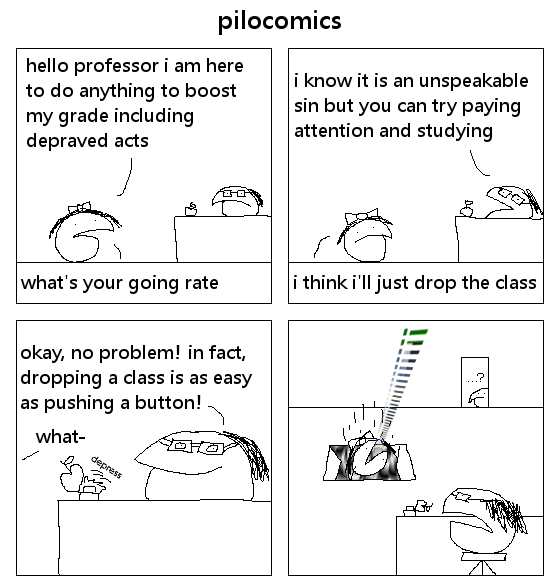 pilocomics
hello professor i am here
to do anything to boost
my grade including
depraved acts
what's your going rate
i know it is an unspeakable
sin but you can try paying
attention and studying
i think i'll just drop the class
okay, no problem! in fact,
dropping a class is as easy
as pushing a button!
what-
depress
...?